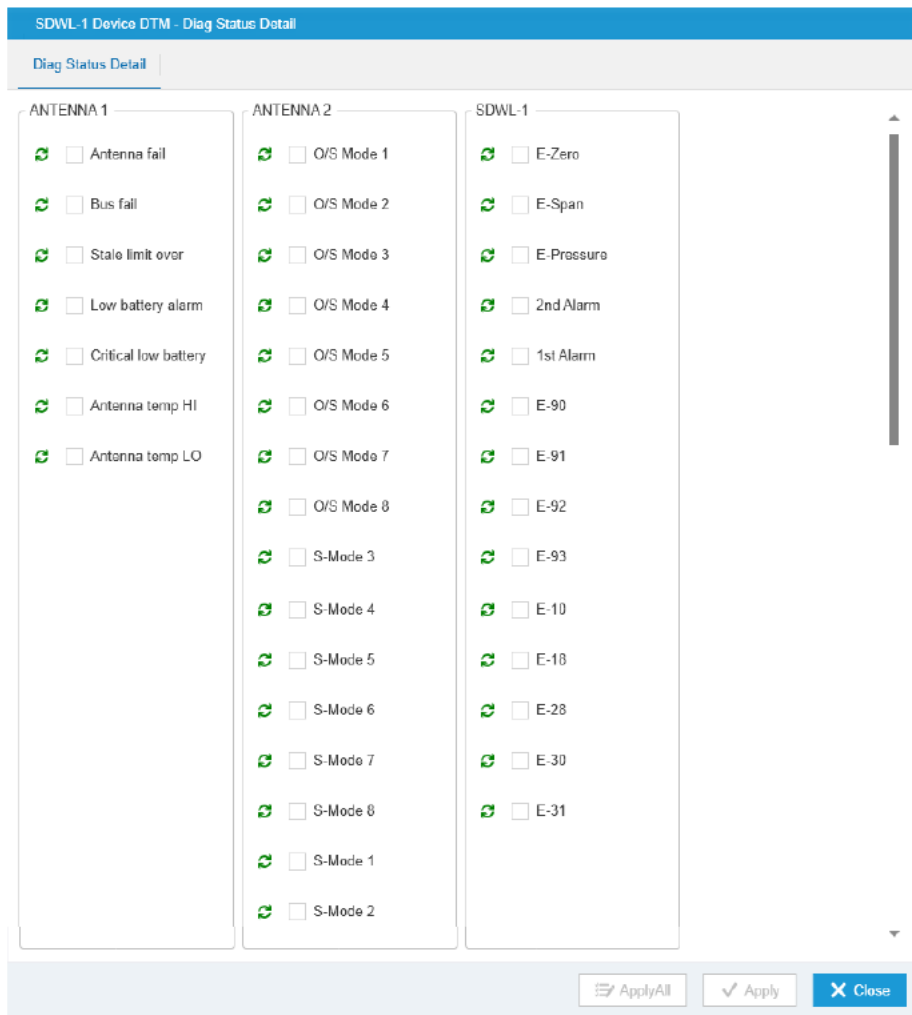 SDWL-1 Device DTM - Diag Status Detail
Diag Status Detail
ANTENNA 1
Antenna fail
Bus fail
Stale limit over
Low battery alarm
Critical low battery
Antenna temp HI
Antenna temp LO
ANTENNA 2
O/S Mode 1
O/S Mode 2
O/S Mode 3
O/S Mode 4
O/S Mode 5
O/S Mode 6
O/S Mode 7
O/S Mode 8
S-Mode 3
S-Mode 4
S-Mode 5
S-Mode 6
S-Mode 7
S-Mode 8
S-Mode 1
S-Mode 2
SDWL-1
E-Zero
E-Span
E-Pressure
2nd Alarm
1st Alarm
E-90
E-91
E-92
E-93
E-10
E-18
E-28
E-30
E-31
ApplyAll
Apply
Close